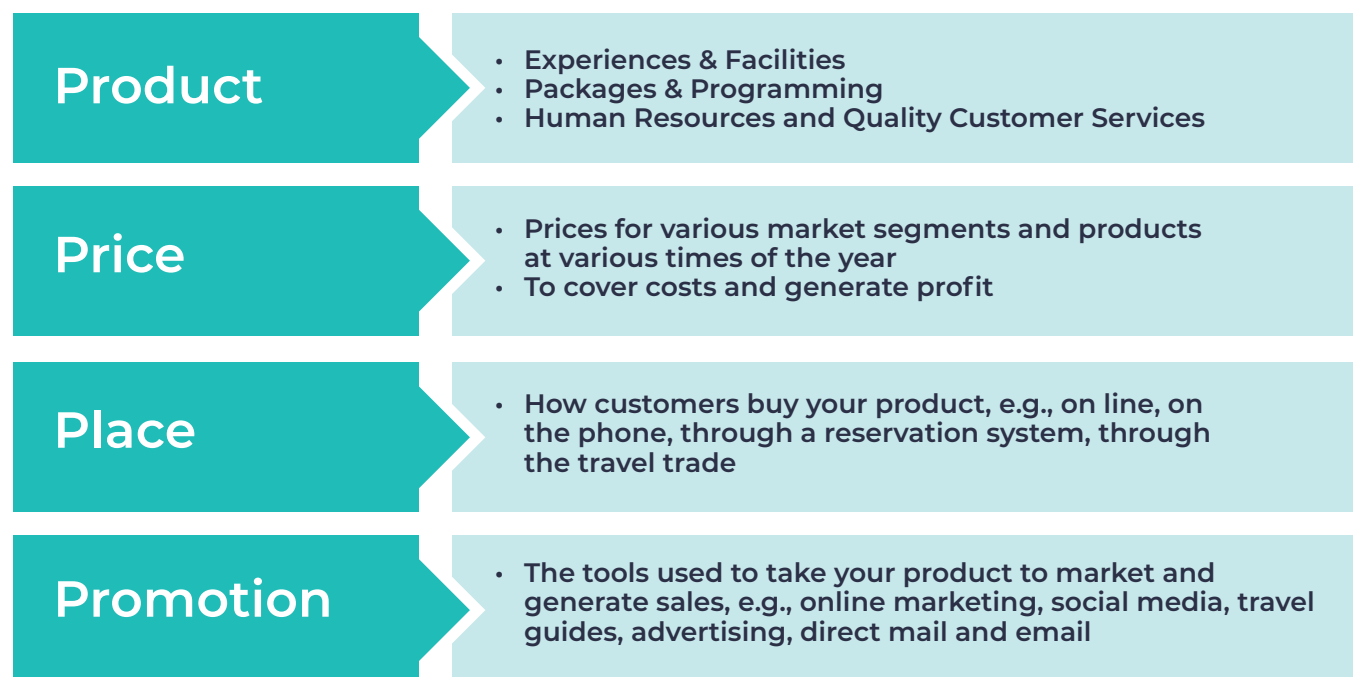 Product
• Experiences & Facilities
• Packages & Programming
• Human Resources and Quality Customer Services
Price
• Prices for various market segments and products
at various times of the year
• To cover costs and generate profit
Place
• How customers buy your product, e.g., on line, on
the phone, through a reservation system, through
the travel trade
Promotion
• The tools used to take your product to market and
generate sales, e.g., online marketing, social media, travel
guides, advertising, direct mail and email